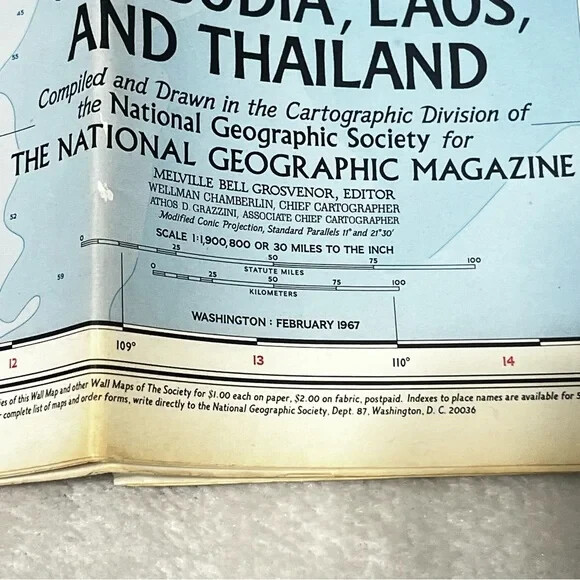 LAOS,
AND THAILAND
Compiled and Drawn in the Cartographic Division of
the National Geographic Society for
THE NATIONAL GEOGRAPHIC MAGAZINE
MELVILLE BELL GROSVENOR, EDITOR
WELLMAN CHAMBERLIN, CHIEF CARTOGRAPHER
ATHOS D. GRAZZINI, ASSOCIATE CHIEF CARTOGRAPHER
Modified Conic Projection, Standard Parallels 11° and 21°30'
SCALE 1:1,900,800 OR 30 MILES TO THE INCH
0 25 50 75 100
STATUTE MILES
0 25 50 75 100
KILOMETERS
WASHINGTON : FEBRUARY 1967
45
55
52
59
109° 110°
12 13 14
of this Wall Map and other Wall Maps of The Society for $1.00 each on paper, $2.00 on fabric, postpaid. Indexes to place names are available for
complete list of maps and order forms, write directly to the National Geographic Society, Dept. 87, Washington, D. C. 20036